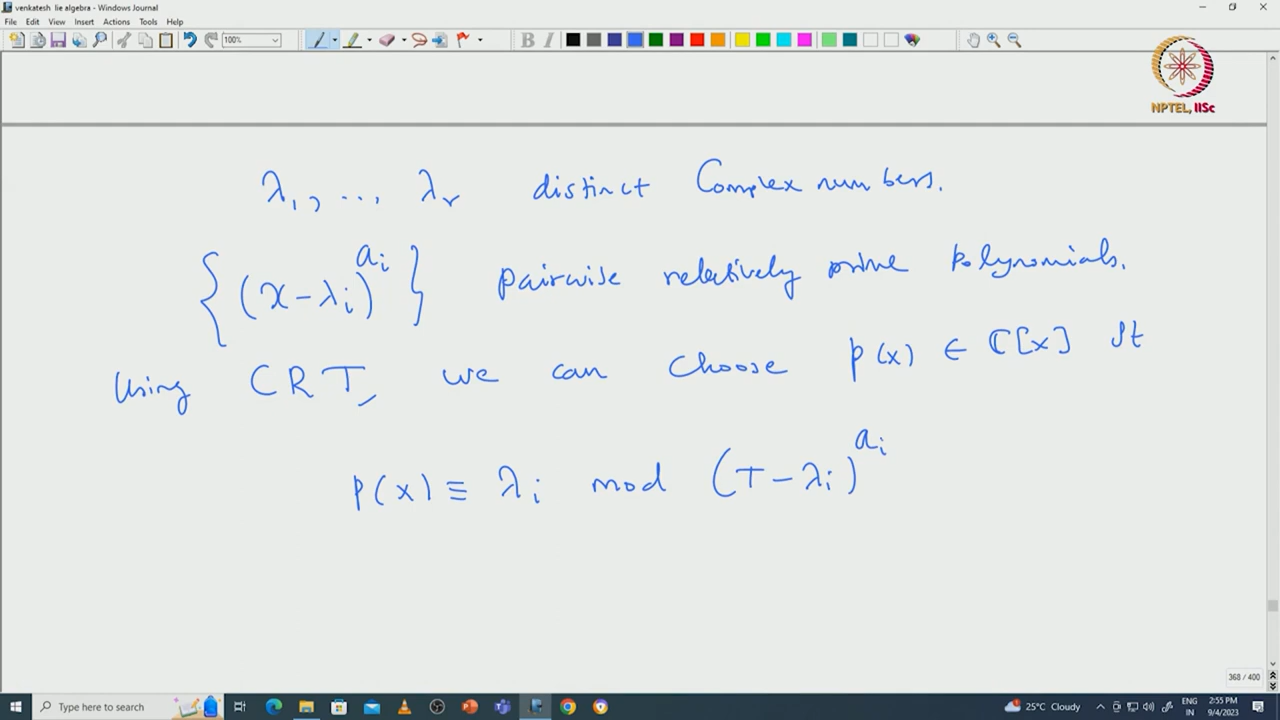 venkatesh lie algebra - Windows Journal
File Edit View Insert Actions Tools Help
100%
B I
NPTEL, IISc
λ₁, ... λᵣ distinct Complex numbers.
{(x-λᵢ)^aᵢ} pairwise relatively prime polynomials.
Using CRT, we can choose p(x) ∈ ℂ[x] st
p(x) ≡ λᵢ mod (T-λᵢ)^aᵢ
368 / 400
Type here to search
25°C Cloudy
ENG
IN
2:55 PM
9/4/2023